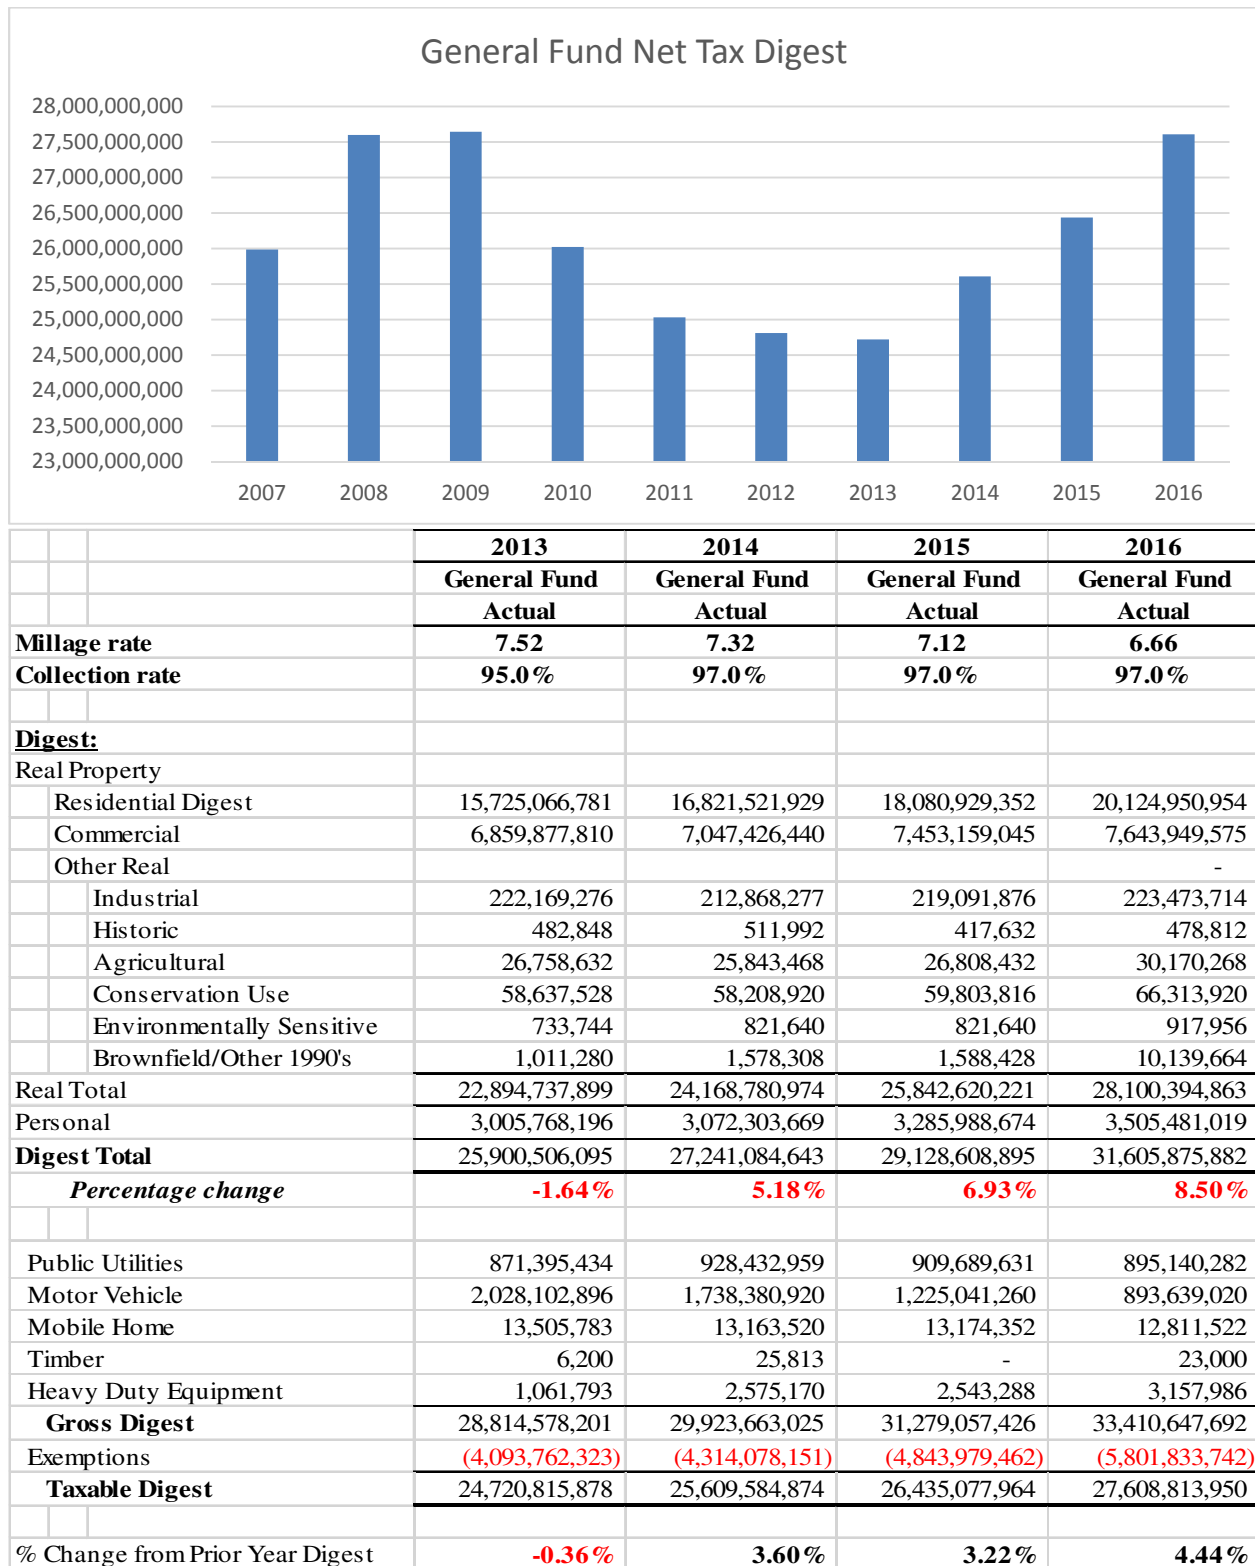 General Fund Net Tax Digest
28,000,000,000
27,500,000,000
27,000,000,000
26,500,000,000
26,000,000,000
25,500,000,000
25,000,000,000
24,500,000,000
24,000,000,000
23,500,000,000
23,000,000,000
2007 2008 2009 2010 2011 2012 2013 2014 2015 2016
2013 2014 2015 2016
General Fund General Fund General Fund General Fund
Actual Actual Actual Actual
Millage rate 7.52 7.32 7.12 6.66
Collection rate 95.0% 97.0% 97.0% 97.0%
Digest:
Real Property
Residential Digest 15,725,066,781 16,821,521,929 18,080,929,352 20,124,950,954
Commercial 6,859,877,810 7,047,426,440 7,453,159,045 7,643,949,575
Other Real -
Industrial 222,169,276 212,868,277 219,091,876 223,473,714
Historic 482,848 511,992 417,632 478,812
Agricultural 26,758,632 25,843,468 26,808,432 30,170,268
Conservation Use 58,637,528 58,208,920 59,803,816 66,313,920
Environmentally Sensitive 733,744 821,640 821,640 917,956
Brownfield/Other 1990's 1,011,280 1,578,308 1,588,428 10,139,664
Real Total 22,894,737,899 24,168,780,974 25,842,620,221 28,100,394,863
Personal 3,005,768,196 3,072,303,669 3,285,988,674 3,505,481,019
Digest Total 25,900,506,095 27,241,084,643 29,128,608,895 31,605,875,882
Percentage change -1.64% 5.18% 6.93% 8.50%
Public Utilities 871,395,434 928,432,959 909,689,631 895,140,282
Motor Vehicle 2,028,102,896 1,738,380,920 1,225,041,260 893,639,020
Mobile Home 13,505,783 13,163,520 13,174,352 12,811,522
Timber 6,200 25,813 - 23,000
Heavy Duty Equipment 1,061,793 2,575,170 2,543,288 3,157,986
Gross Digest 28,814,578,201 29,923,663,025 31,279,057,426 33,410,647,692
Exemptions (4,093,762,323) (4,314,078,151) (4,843,979,462) (5,801,833,742)
Taxable Digest 24,720,815,878 25,609,584,874 26,435,077,964 27,608,813,950
% Change from Prior Year Digest -0.36% 3.60% 3.22% 4.44%